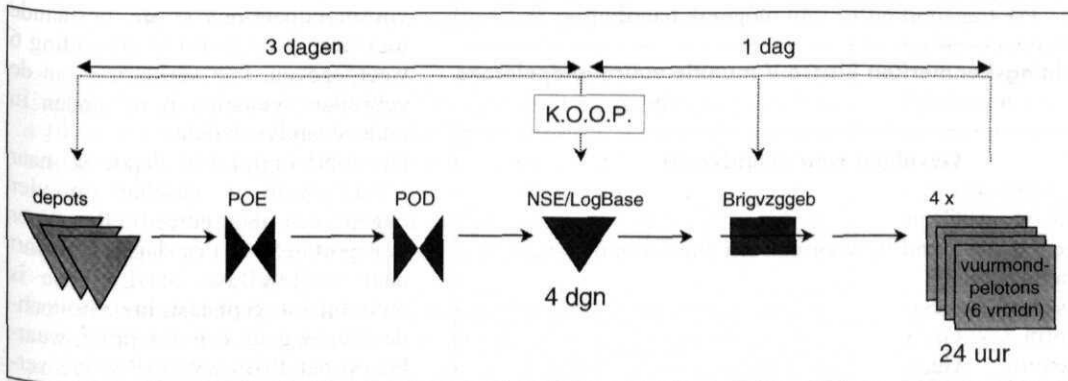 3 dagen
1 dag
K.O.O.P.
depots
POE
POD
NSE/LogBase
Brigvzggeb
4 x
4 dgn
vuurmond-
pelotons
(6 vrmdn)
24 uur